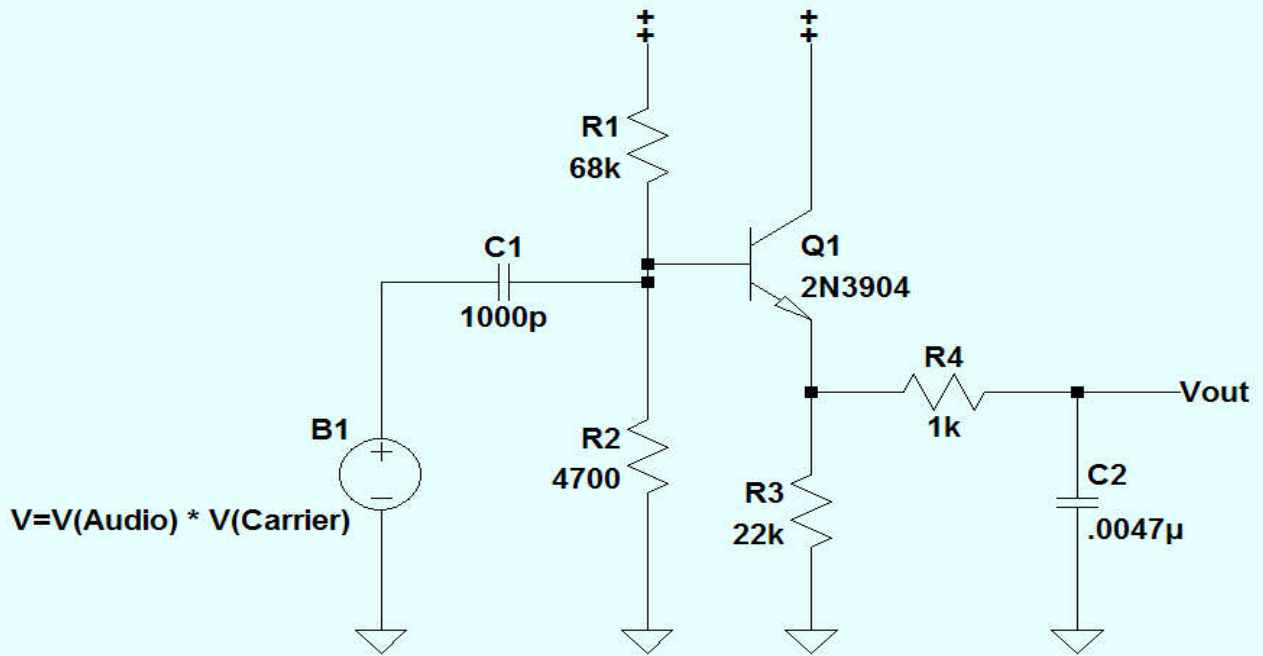 ++
++
R1
68k
C1
1000p
Q1
2N3904
R4
1k
Vout
B1
V=V(Audio) * V(Carrier)
R2
4700
R3
22k
C2
.0047µ